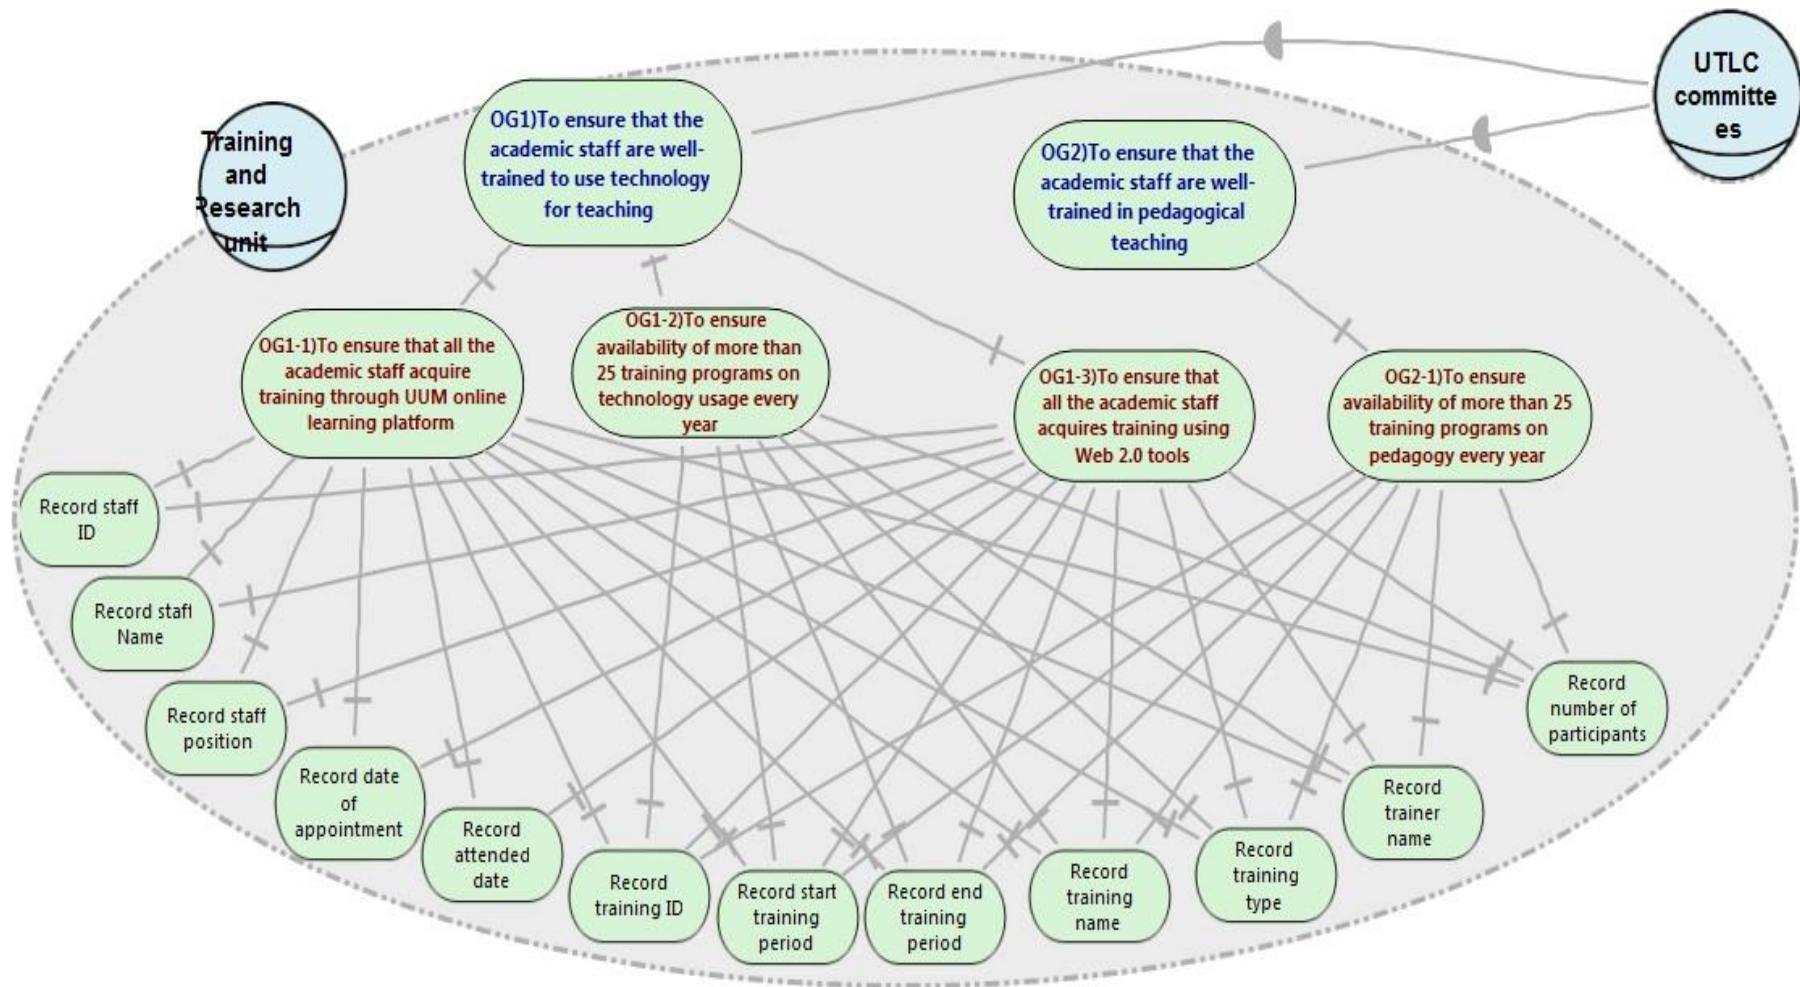 UTLC
committe
es
Training
and
Research
unit
OG1)To ensure that the
academic staff are well-
trained to use technology
for teaching
OG2)To ensure that the
academic staff are well-
trained in pedagogical
teaching
OG1-1)To ensure that all the
academic staff acquire
training through UUM online
learning platform
OG1-2)To ensure
availability of more than
25 training programs on
technology usage every
year
OG1-3)To ensure that
all the academic staff
acquires training using
Web 2.0 tools
OG2-1)To ensure
availability of more than 25
training programs on
pedagogy every year
Record staff
ID
Record staff
Name
Record staff
position
Record date
of
appointment
Record
attended
date
Record
training ID
Record start
training
period
Record end
training
period
Record
training
name
Record
training
type
Record
trainer
name
Record
number of
participants